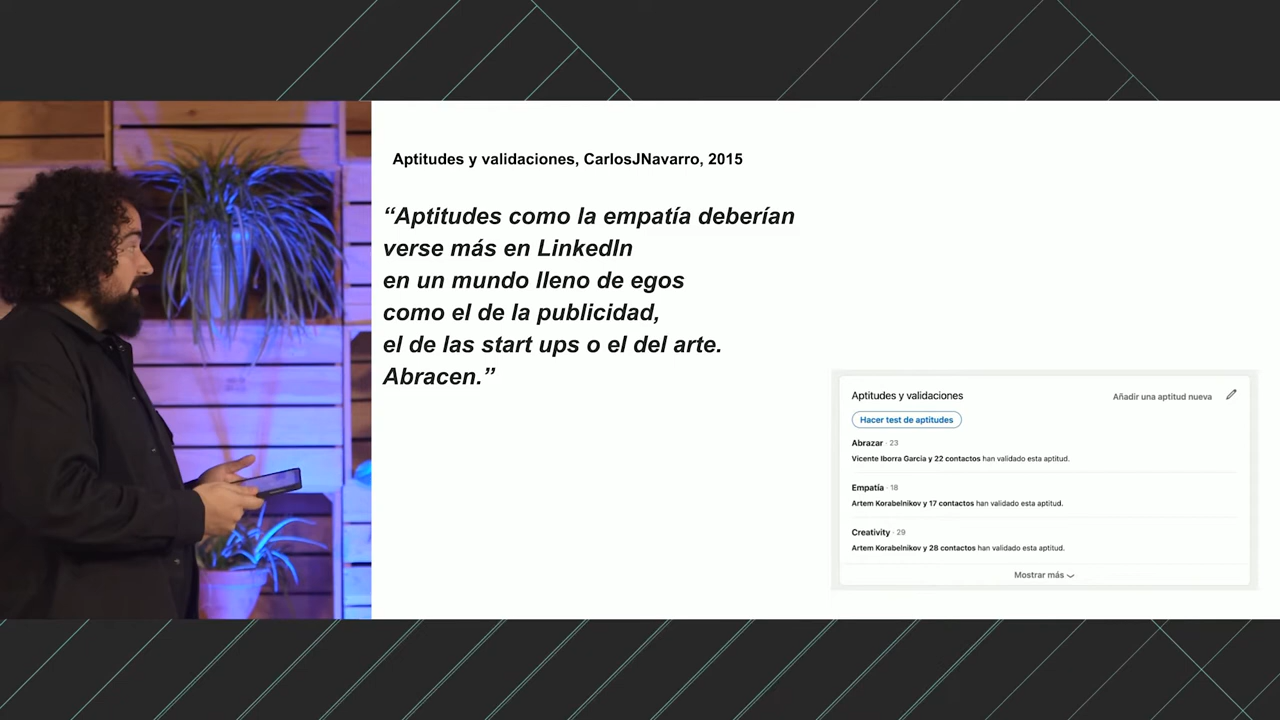 Aptitudes y validaciones, CarlosJNavarro, 2015
“Aptitudes como la empatía deberían
verse más en LinkedIn
en un mundo lleno de egos
como el de la publicidad,
el de las start ups o el del arte.
Abracen.”
Aptitudes y validaciones
Añadir una aptitud nueva
Hacer test de aptitudes
Abrazar · 23
Vicente Iborra Garcia y 22 contactos han validado esta aptitud.
Empatía · 18
Artem Korabelnikov y 17 contactos han validado esta aptitud.
Creativity · 29
Artem Korabelnikov y 28 contactos han validado esta aptitud.
Mostrar más